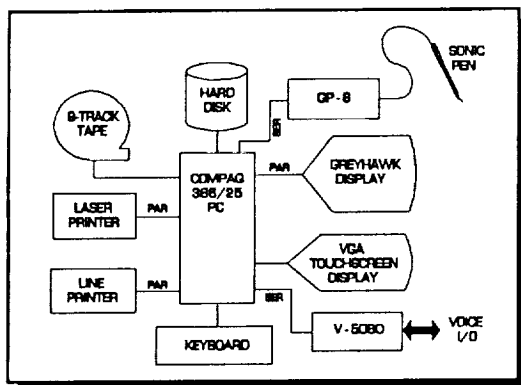 SONIC
PEN
HARD
DISK
GP-8
9-TRACK
TAPE
SER
COMPAQ
386/25
PC
PAR
GREYHAWK
DISPLAY
LASER
PRINTER
PAR
VGA
TOUCHSCREEN
DISPLAY
LINE
PRINTER
PAR
SER
V-5080
VOICE
I/O
KEYBOARD